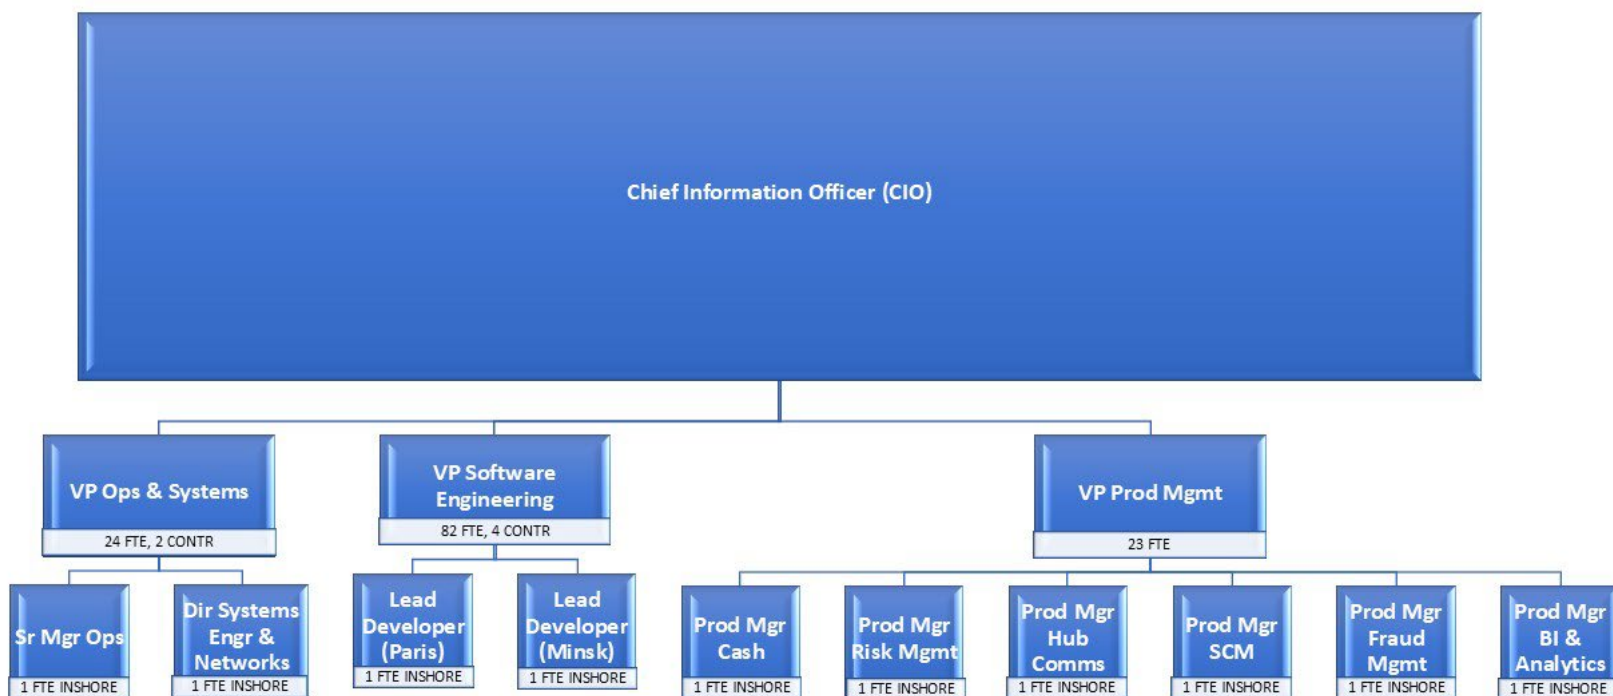 Chief Information Officer (CIO)
VP Ops & Systems
24 FTE, 2 CONTR
VP Software
Engineering
82 FTE, 4 CONTR
VP Prod Mgmt
23 FTE
Sr Mgr Ops
1 FTE INSHORE
Dir Systems
Engr &
Networks
1 FTE INSHORE
Lead
Developer
(Paris)
1 FTE INSHORE
Lead
Developer
(Minsk)
1 FTE INSHORE
Prod Mgr
Cash
1 FTE INSHORE
Prod Mgr
Risk Mgmt
1 FTE INSHORE
Prod Mgr
Hub
Comms
1 FTE INSHORE
Prod Mgr
SCM
1 FTE INSHORE
Prod Mgr
Fraud
Mgmt
1 FTE INSHORE
Prod Mgr
BI &
Analytics
1 FTE INSHORE